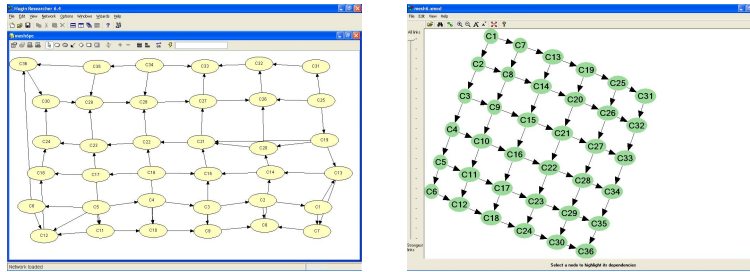 Hugin Researcher 6.4
File Edit View Network Options Windows Wizards Help
C36 C35 C34 C33 C32 C31
C30 C29 C28 C27 C26 C25
C24 C23 C22 C21 C20 C19
C18 C17 C16 C15 C14 C13
C6 C5 C4 C3 C2 C1
C12 C11 C10 C9 C8 C7
Network loaded
File Edit View Help
All links
C1 C7 C13 C19 C25 C31
C2 C8 C14 C20 C26 C32
C3 C9 C15 C21 C27 C33
C4 C10 C16 C22 C28 C34
C5 C11 C17 C23 C29 C35
C6 C12 C18 C24 C30 C36
Strongest
links
Select a node to highlight its dependencies